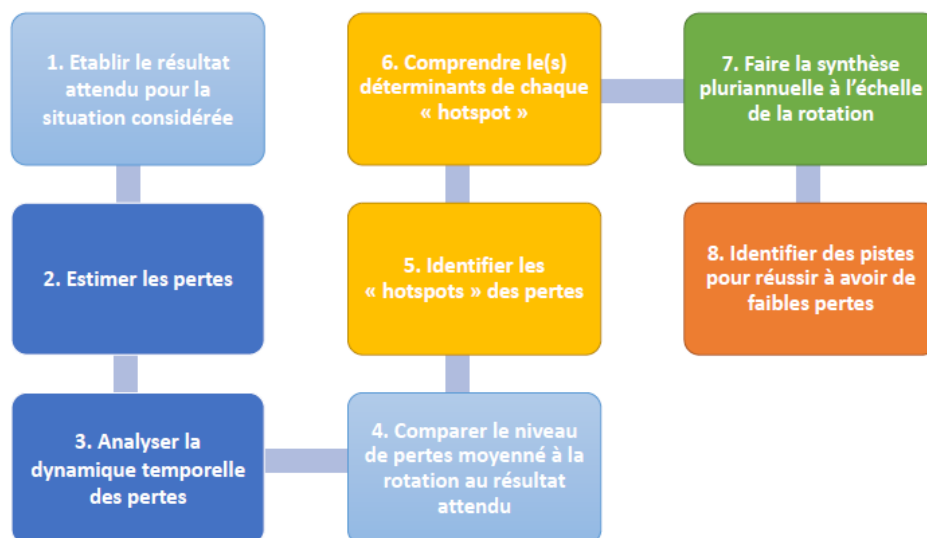 1. Etablir le résultat
attendu pour la
situation considérée
2. Estimer les pertes
3. Analyser la
dynamique temporelle
des pertes
4. Comparer le niveau
de pertes moyenné à la
rotation au résultat
attendu
5. Identifier les
« hotspots » des pertes
6. Comprendre le(s)
déterminants de chaque
« hotspot »
7. Faire la synthèse
pluriannuelle à l’échelle
de la rotation
8. Identifier des pistes
pour réussir à avoir de
faibles pertes